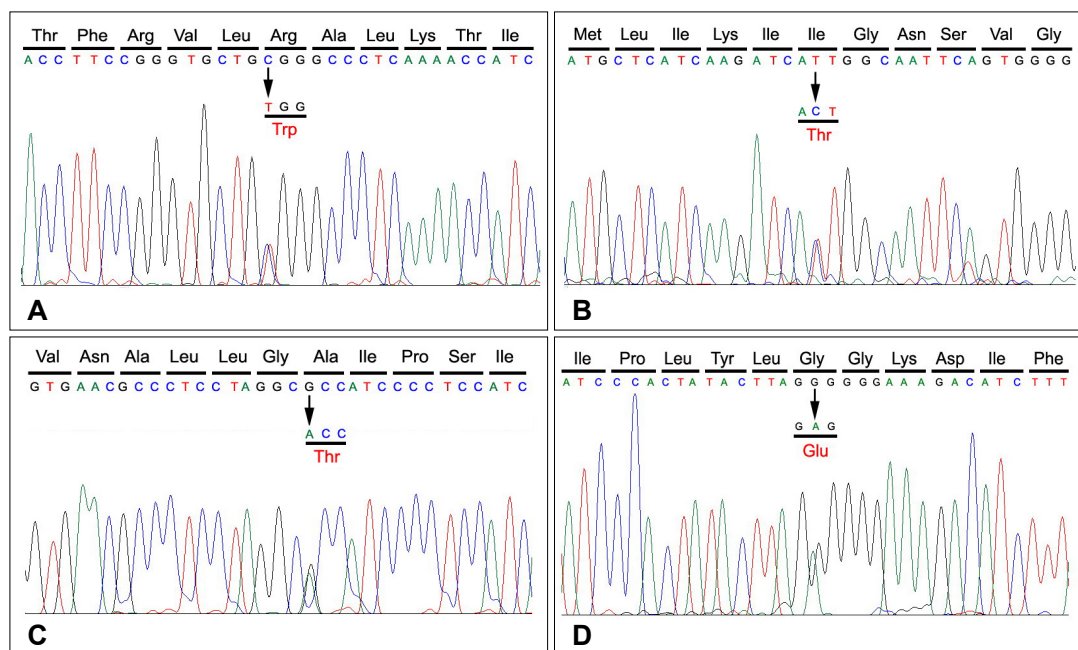 Thr Phe Arg Val Leu Arg Ala Leu Lys Thr Ile
A C C T T C C G G G T G C T G C G G G C C C T C A A A A C C A T C
T G G
Trp
A
Met Leu Ile Lys Ile Ile Gly Asn Ser Val Gly
A T G C T C A T C A A G A T C A T T G G C A A T T C A G T G G G G
A C T
Thr
B
Val Asn Ala Leu Leu Gly Ala Ile Pro Ser Ile
G T G A A C G C C C T C C T A G G C G C C A T C C C C T C C A T C
A C C
Thr
C
Ile Pro Leu Tyr Leu Gly Gly Lys Asp Ile Phe
A T C C C A C T A T A C T T A G G G G G G A A A G A C A T C T T T
G A G
Glu
D